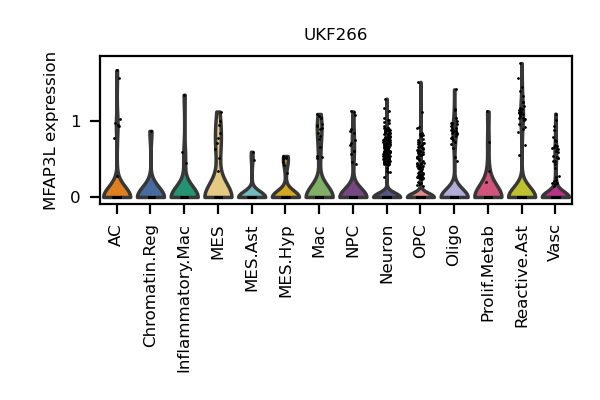 UKF266
MFAP3L expression
1
0
AC
Chromatin.Reg
Inflammatory.Mac
MES
MES.Ast
MES.Hyp
Mac
NPC
Neuron
OPC
Oligo
Prolif.Metab
Reactive.Ast
Vasc